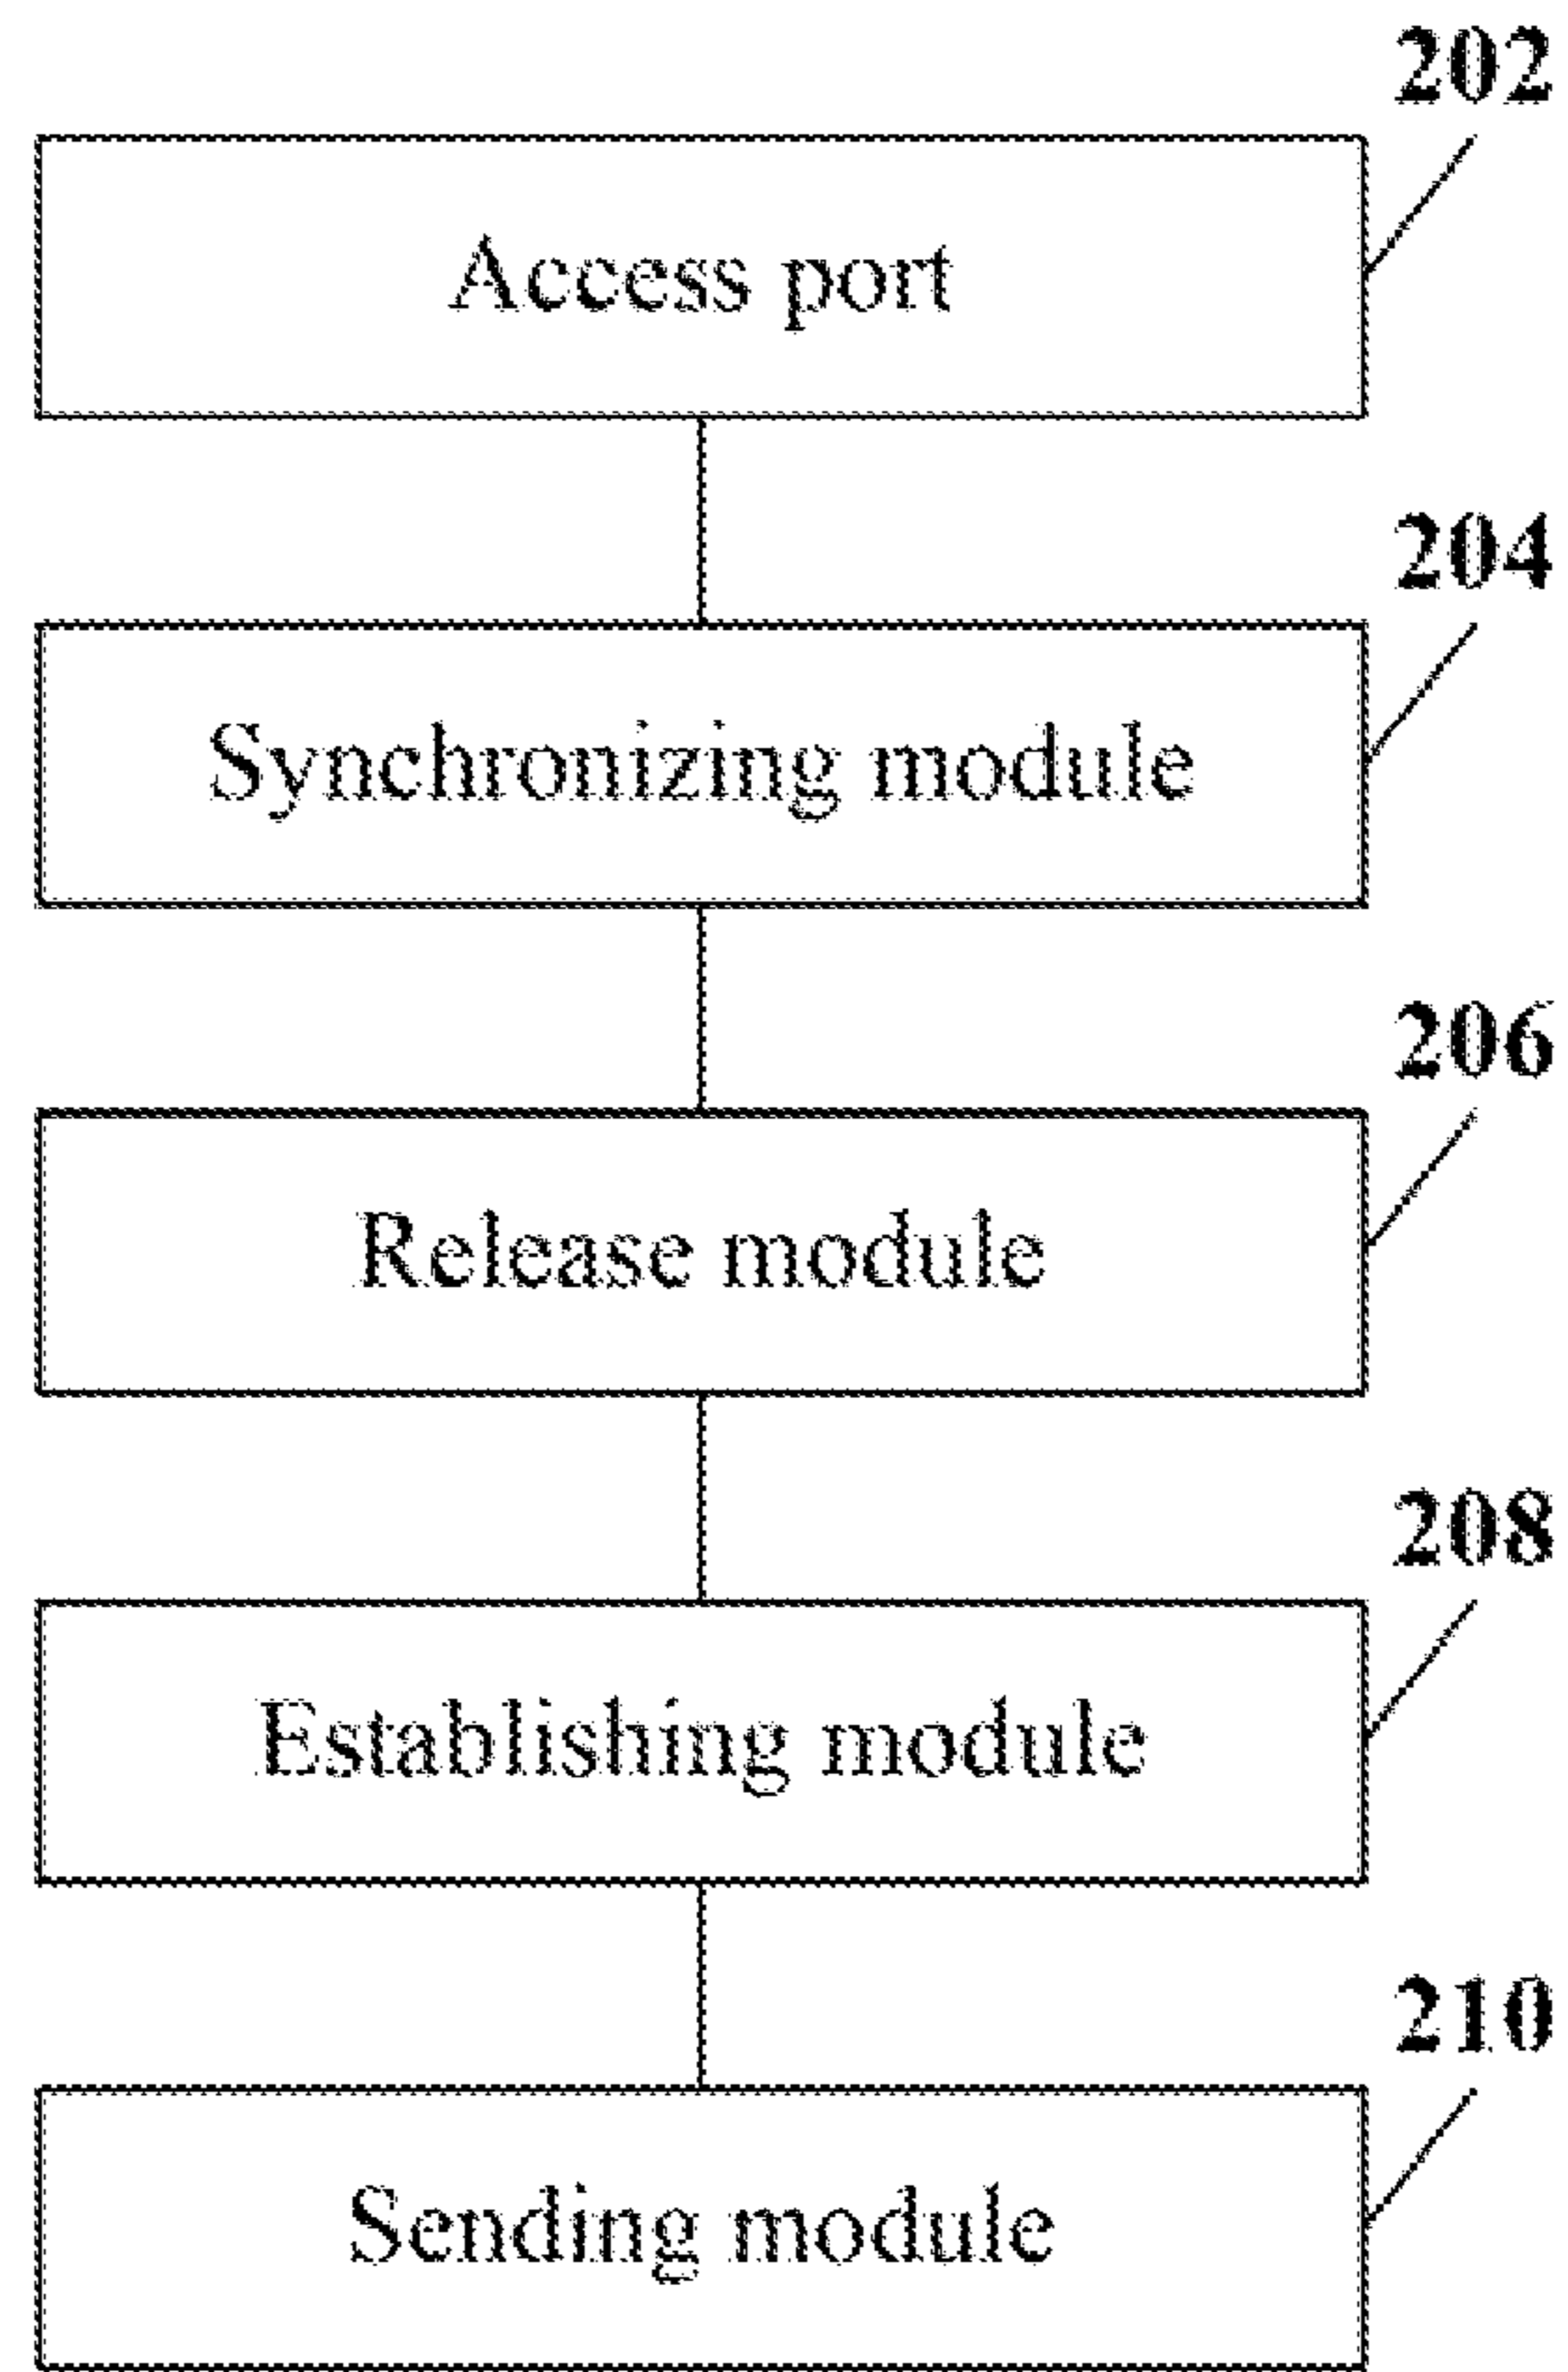 202
Access port
204
Synchronizing module
206
Release module
208
Establishing module
210
Sending module